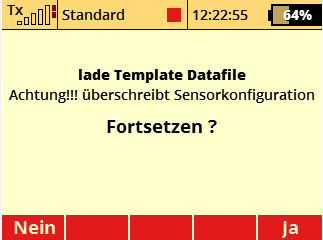 Tx Standard 12:22:55 64%
lade Template Datafile
Achtung!!! überschreibt Sensorkonfiguration
Fortsetzen ?
Nein Ja